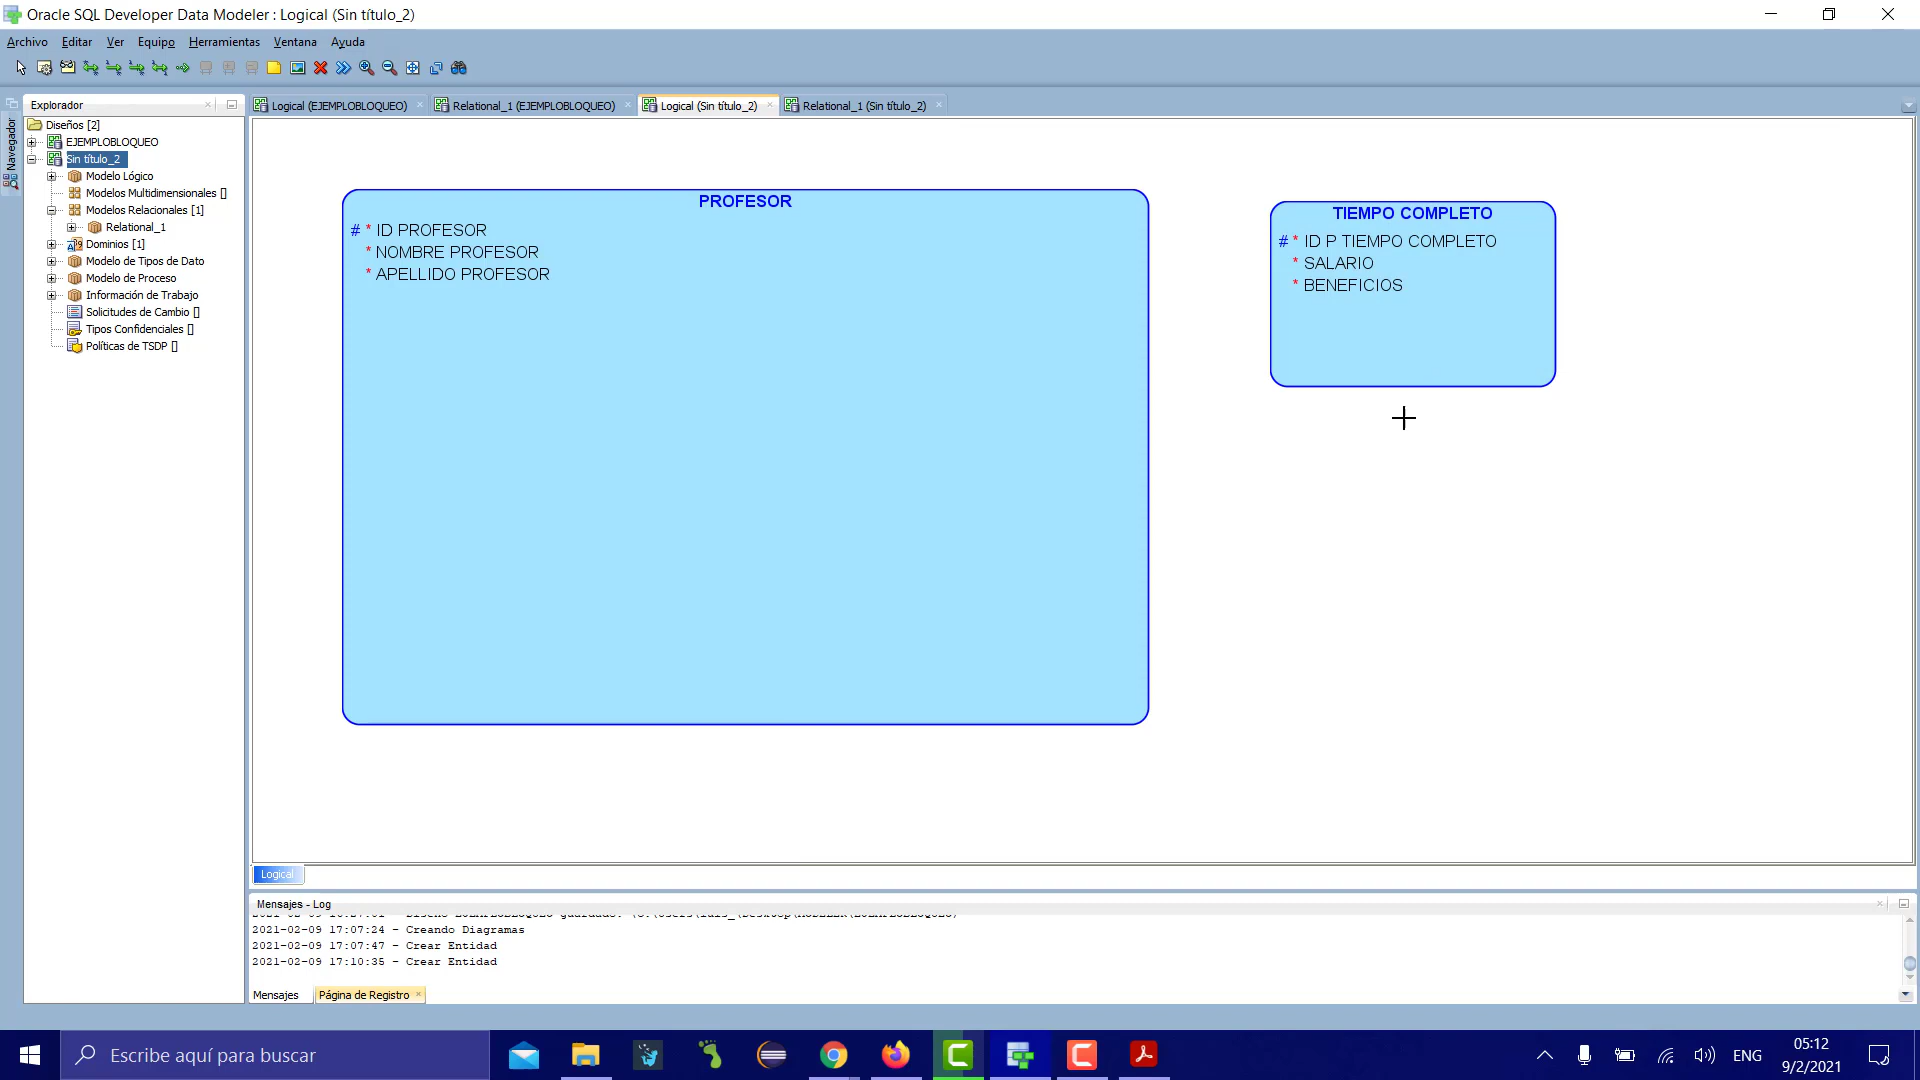 Oracle SQL Developer Data Modeler : Logical (Sin título_2)
Archivo Editar Ver Equipo Herramientas Ventana Ayuda
Navegador
Explorador
Diseños [2]
EJEMPLOBLOQUEO
Sin título_2
Modelo Lógico
Modelos Multidimensionales []
Modelos Relacionales [1]
Relational_1
Dominios [1]
Modelo de Tipos de Dato
Modelo de Proceso
Información de Trabajo
Solicitudes de Cambio []
Tipos Confidenciales []
Políticas de TSDP []
Logical (EJEMPLOBLOQUEO) Relational_1 (EJEMPLOBLOQUEO) Logical (Sin título_2) Relational_1 (Sin título_2)
PROFESOR
# * ID PROFESOR
* NOMBRE PROFESOR
* APELLIDO PROFESOR
TIEMPO COMPLETO
# * ID P TIEMPO COMPLETO
* SALARIO
* BENEFICIOS
Logical
Mensajes - Log
2021-02-09 17:07:24 - Creando Diagramas
2021-02-09 17:07:47 - Crear Entidad
2021-02-09 17:10:35 - Crear Entidad
Mensajes Página de Registro
Escribe aquí para buscar
ENG
05:12
9/2/2021